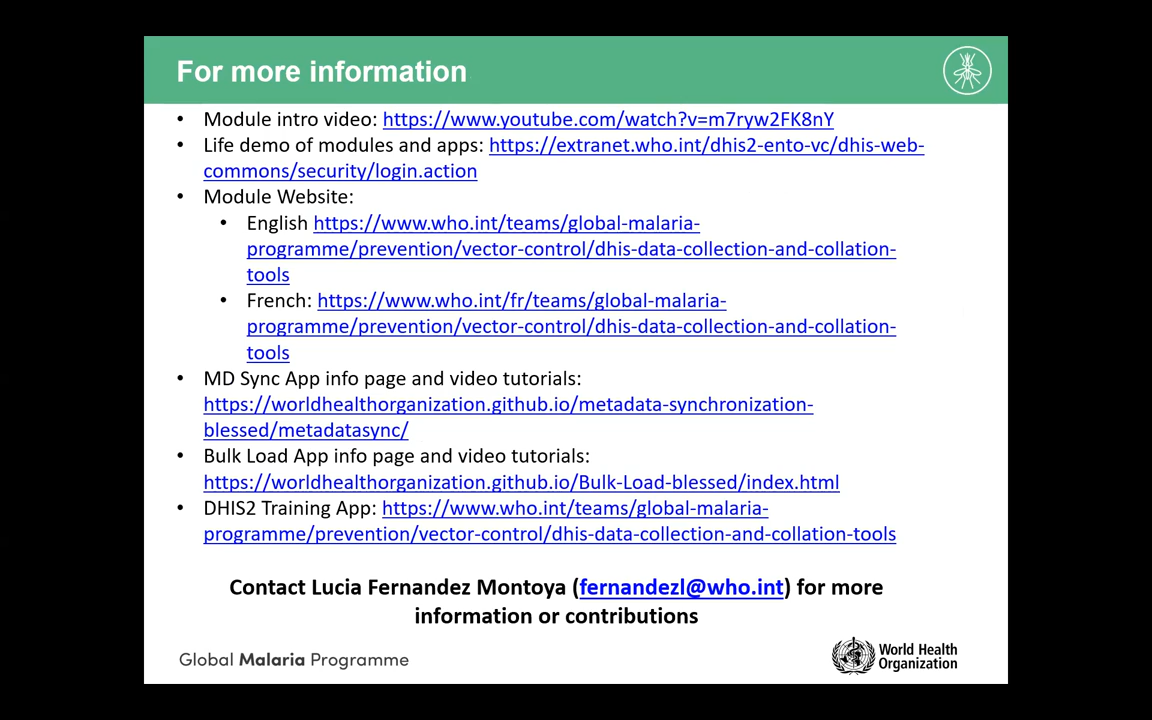 For more information
• Module intro video: https://www.youtube.com/watch?v=m7ryw2FK8nY
• Life demo of modules and apps: https://extranet.who.int/dhis2-ento-vc/dhis-web-
commons/security/login.action
• Module Website:
• English https://www.who.int/teams/global-malaria-
programme/prevention/vector-control/dhis-data-collection-and-collation-
tools
• French: https://www.who.int/fr/teams/global-malaria-
programme/prevention/vector-control/dhis-data-collection-and-collation-
tools
• MD Sync App info page and video tutorials:
https://worldhealthorganization.github.io/metadata-synchronization-
blessed/metadatasync/
• Bulk Load App info page and video tutorials:
https://worldhealthorganization.github.io/Bulk-Load-blessed/index.html
• DHIS2 Training App: https://www.who.int/teams/global-malaria-
programme/prevention/vector-control/dhis-data-collection-and-collation-tools
Contact Lucia Fernandez Montoya (fernandezl@who.int) for more
information or contributions
Global Malaria Programme
World Health
Organization